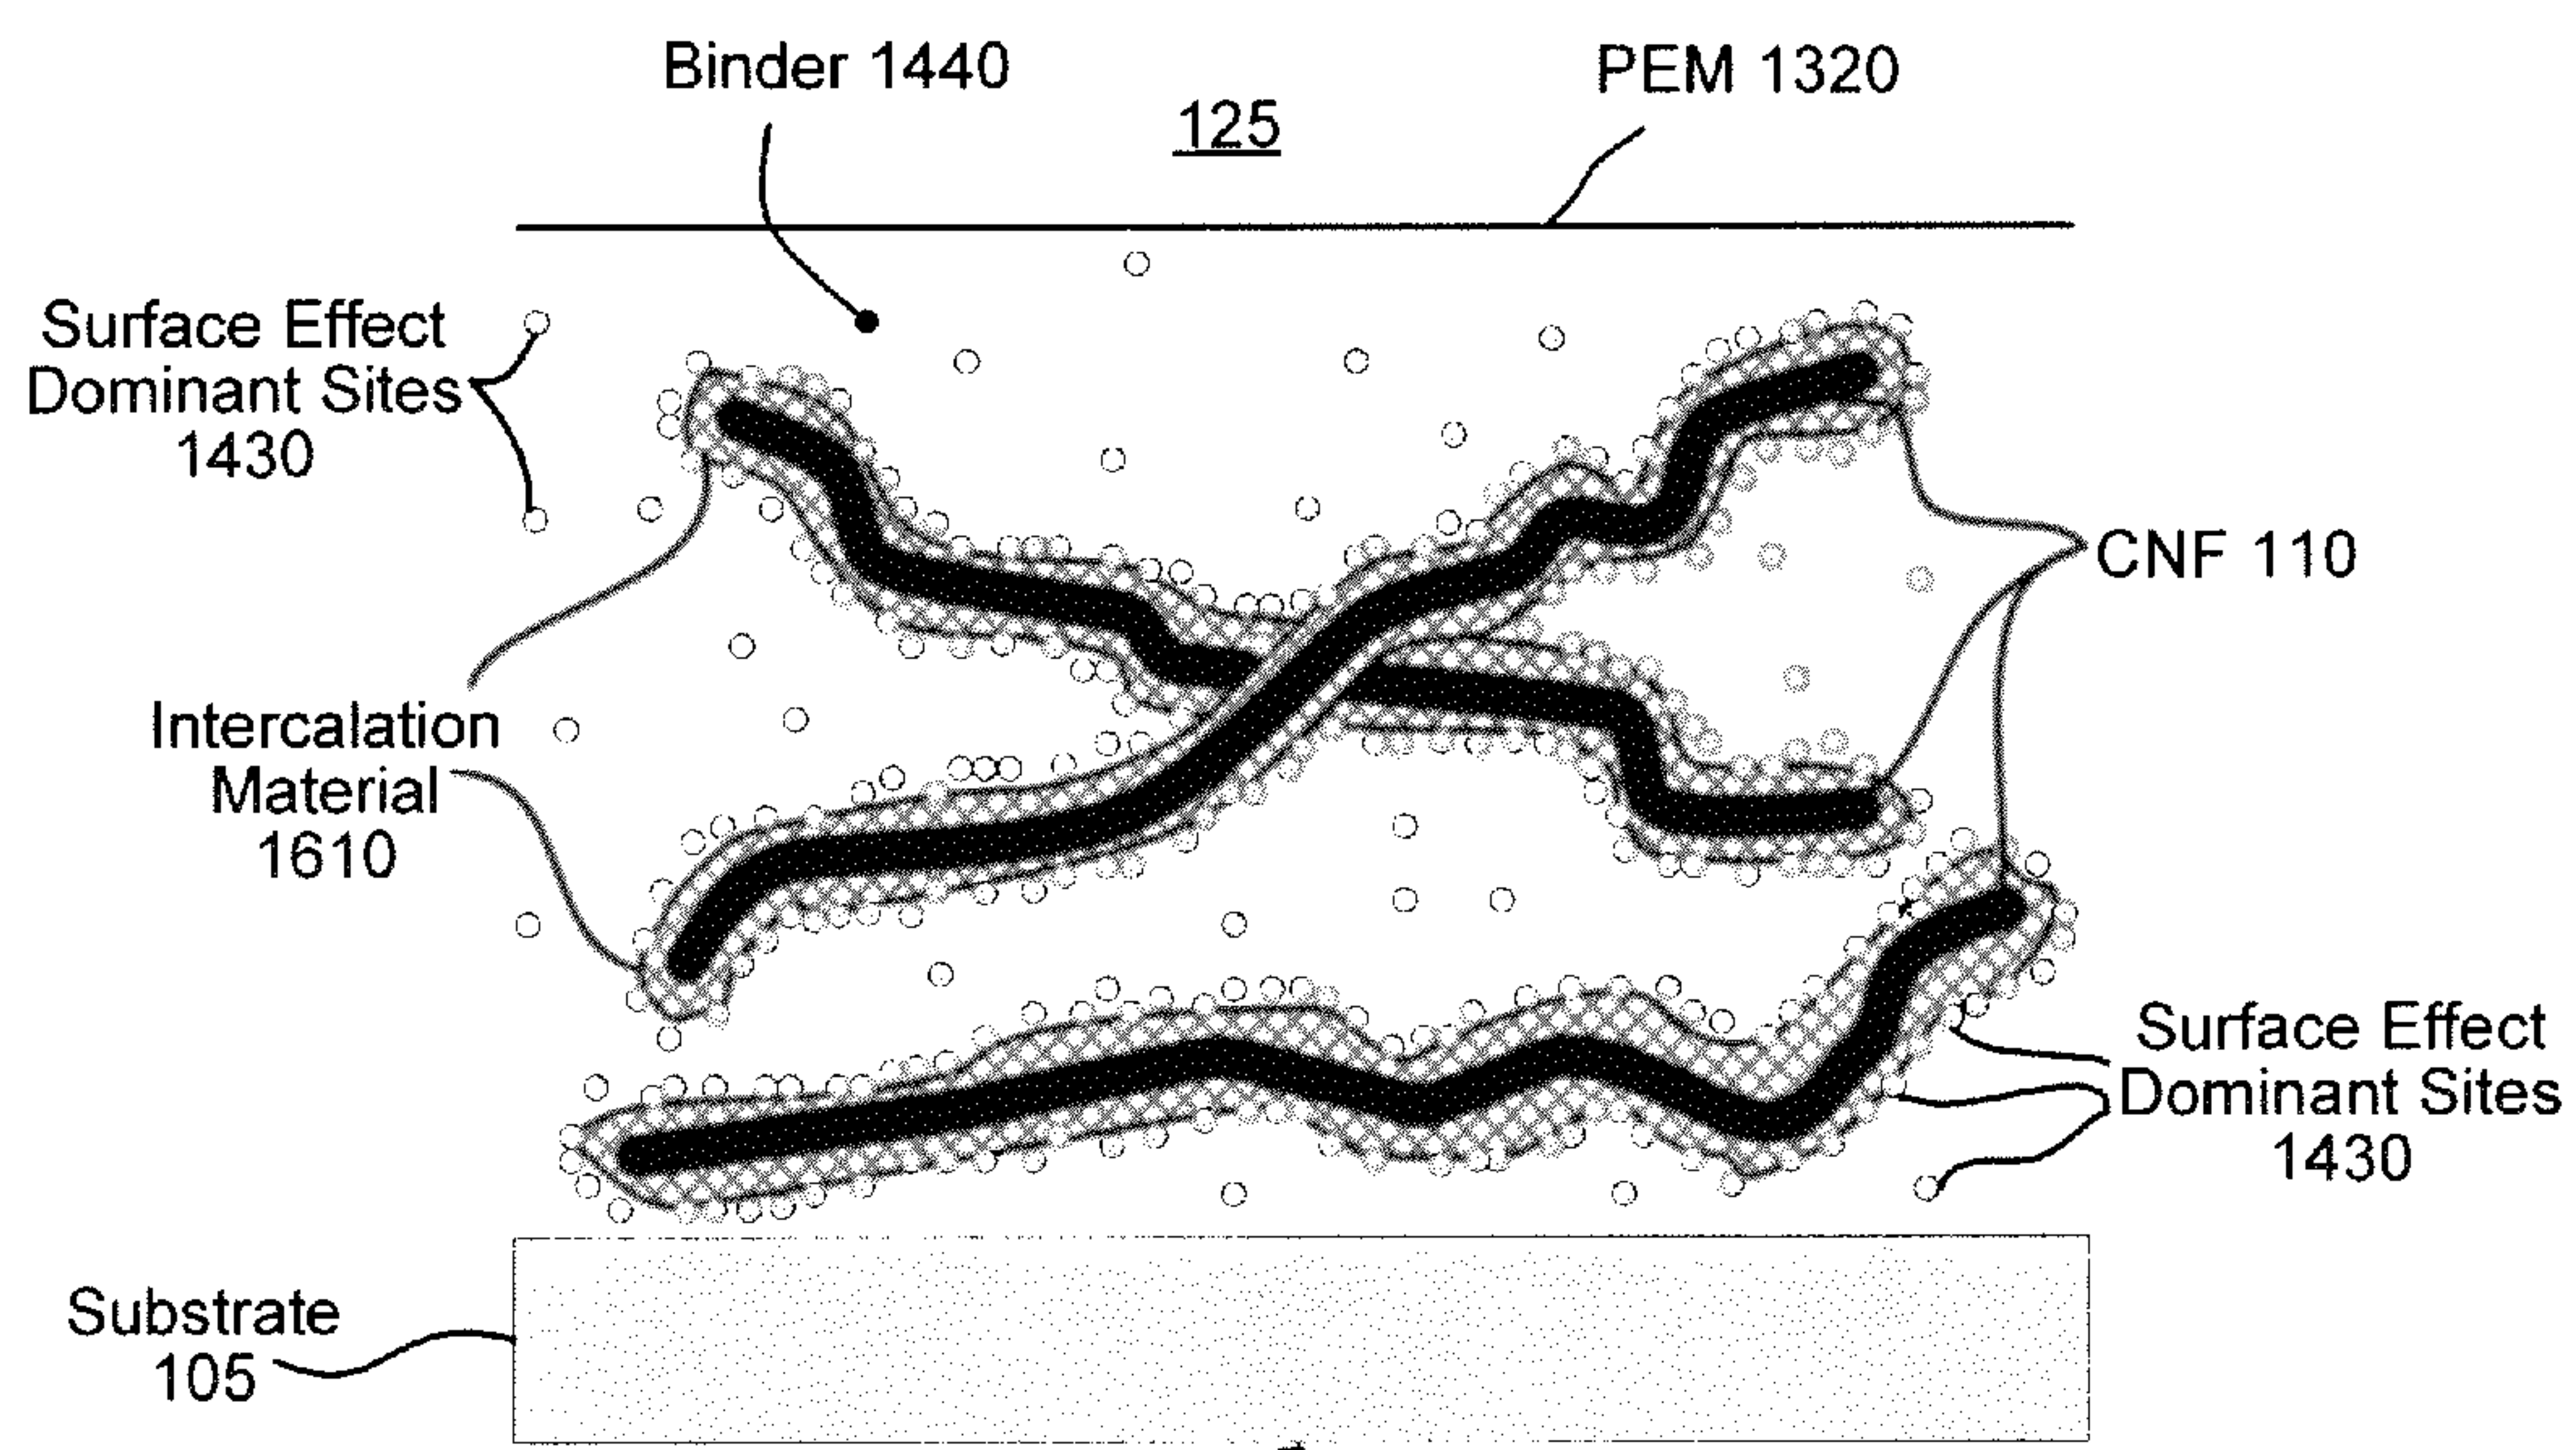 Binder 1440
PEM 1320
125
Surface Effect
Dominant Sites
1430
CNF 110
Intercalation
Material
1610
Surface Effect
Dominant Sites
1430
Substrate
105